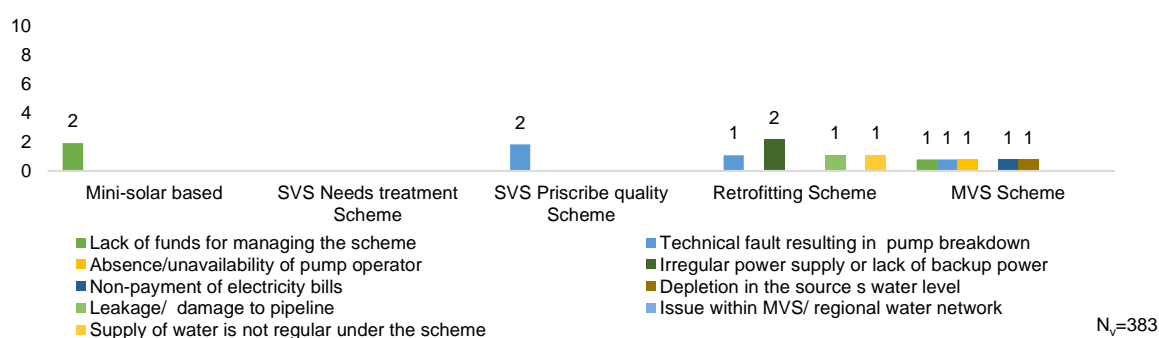 10
8
6
4
2
0
2
2
1
2
1
1
1 1 1
1 1
Mini-solar based
SVS Needs treatment
Scheme
SVS Priscribe quality
Scheme
Retrofitting Scheme
MVS Scheme
Lack of funds for managing the scheme
Technical fault resulting in pump breakdown
Absence/unavailability of pump operator
Irregular power supply or lack of backup power
Non-payment of electricity bills
Depletion in the source s water level
Leakage/ damage to pipeline
Issue within MVS/ regional water network
Supply of water is not regular under the scheme
Nv=383